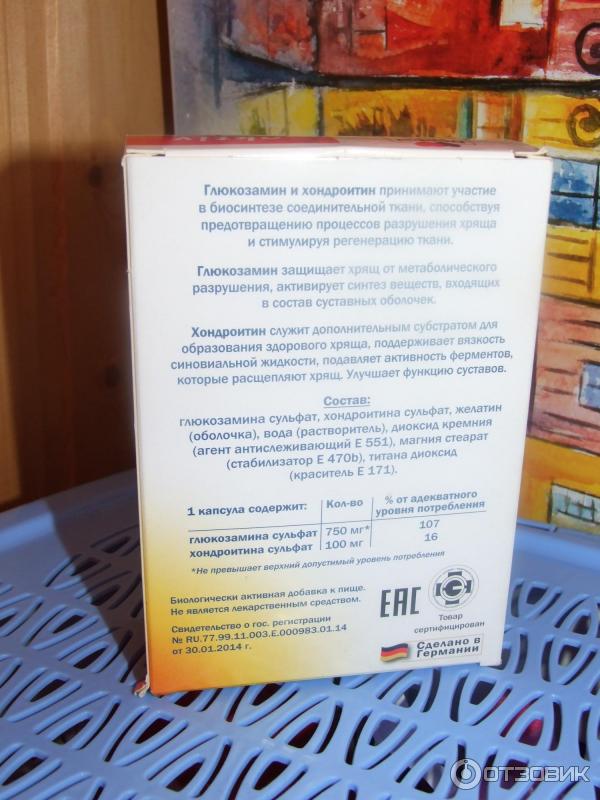 Глюкозамин и хондроитин принимают участие
в биосинтезе соединительной ткани, способствуя
предотвращению процессов разрушения хряща
и стимулируя регенерацию ткани.
Глюкозамин защищает хрящ от метаболического
разрушения, активирует синтез веществ, входящих
в состав суставных оболочек.
Хондроитин служит дополнительным субстратом для
образования здорового хряща, поддерживает вязкость
синовиальной жидкости, подавляет активность ферментов,
которые расщепляют хрящ. Улучшает функцию суставов.
Состав:
глюкозамина сульфат, хондроитина сульфат, желатин
(оболочка), вода (растворитель), диоксид кремния
(агент антислеживающий Е 551), магния стеарат
(стабилизатор Е 470b), титана диоксид
(краситель Е 171).
1 капсула содержит: Кол-во % от адекватного
уровня потребления
глюкозамина сульфат 750 мг* 107
хондроитина сульфат 100 мг 16
*Не превышает верхний допустимый уровень потребления
Биологически активная добавка к пище.
Не является лекарственным средством.
Свидетельство о гос. регистрации
№ RU.77.99.11.003.Е.000983.01.14
от 30.01.2014 г.
ЕАС
Товар
сертифицирован
Сделано в
Германии
ОТЗОВИК